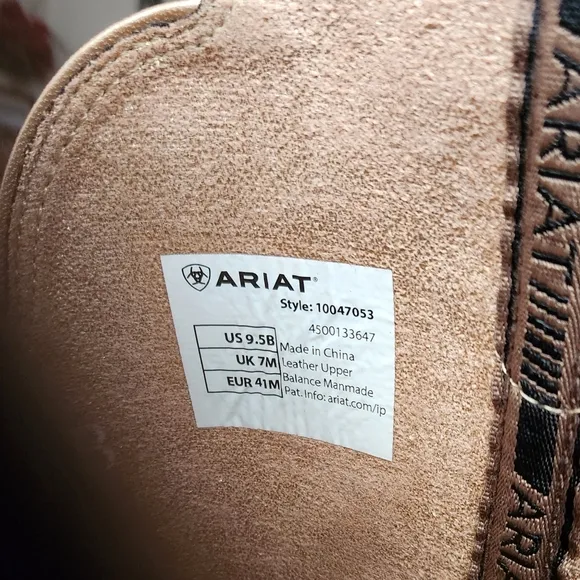 ARIAT®
Style: 10047053
4500133647
US 9.5B
UK 7M
EUR 41M
Made in China
Leather Upper
Balance Manmade
Pat. Info: ariat.com/ip
ARIAT
ARIA